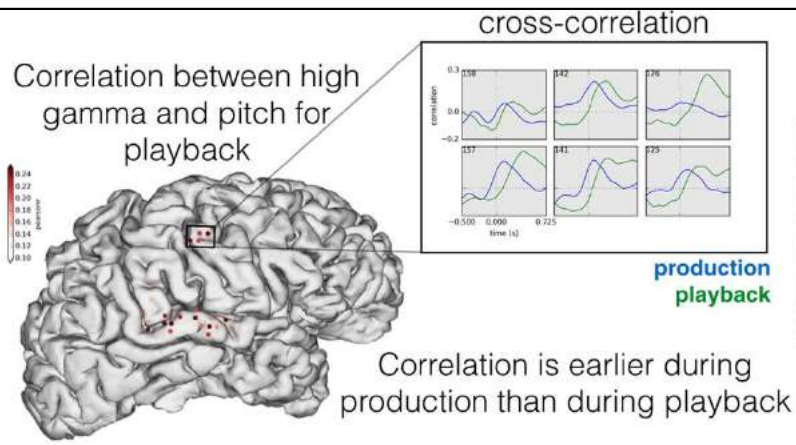 cross-correlation
Correlation between high
gamma and pitch for
playback
0.24
0.22
0.20
0.18
0.16
0.14
0.12
0.10
0.3
0.0
−0.2
correlation
158
142
126
157
141
125
−0.500
0.000
0.725
time (s)
production
playback
Correlation is earlier during
production than during playback